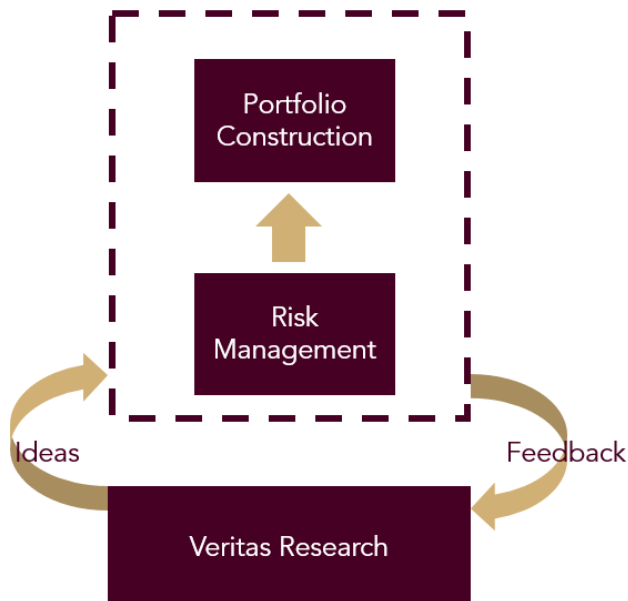 Portfolio
Construction
Risk
Management
Ideas
Feedback
Veritas Research